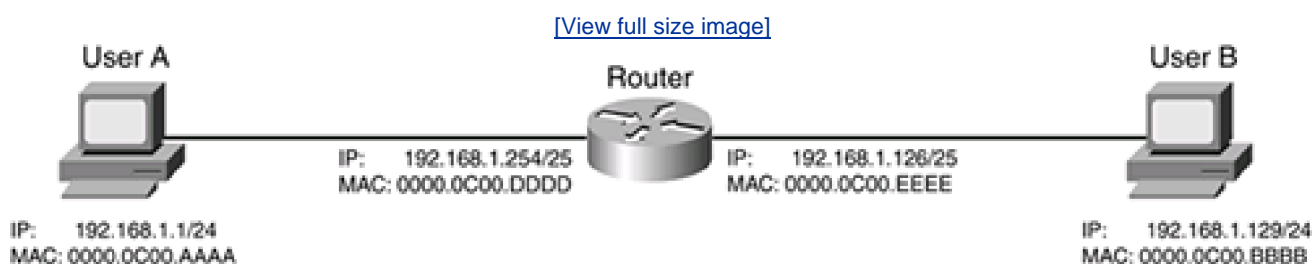 [View full size image]
User A
Router
User B
IP: 192.168.1.254/25
MAC: 0000.0C00.DDDD
IP: 192.168.1.126/25
MAC: 0000.0C00.EEEE
IP: 192.168.1.1/24
MAC: 0000.0C00.AAAA
IP: 192.168.1.129/24
MAC: 0000.0C00.BBBB